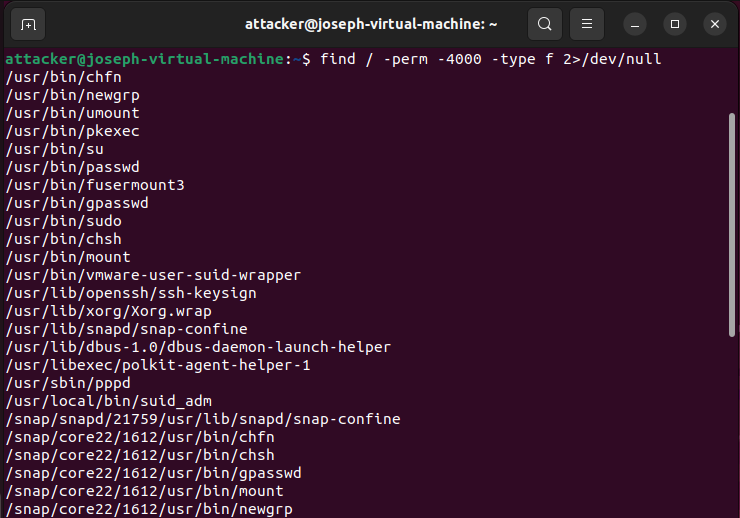 attacker@joseph-virtual-machine: ~
attacker@joseph-virtual-machine:~$ find / -perm -4000 -type f 2>/dev/null
/usr/bin/chfn
/usr/bin/newgrp
/usr/bin/umount
/usr/bin/pkexec
/usr/bin/su
/usr/bin/passwd
/usr/bin/fusermount3
/usr/bin/gpasswd
/usr/bin/sudo
/usr/bin/chsh
/usr/bin/mount
/usr/bin/vmware-user-suid-wrapper
/usr/lib/openssh/ssh-keysign
/usr/lib/xorg/Xorg.wrap
/usr/lib/snapd/snap-confine
/usr/lib/dbus-1.0/dbus-daemon-launch-helper
/usr/libexec/polkit-agent-helper-1
/usr/sbin/pppd
/usr/local/bin/suid_adm
/snap/snapd/21759/usr/lib/snapd/snap-confine
/snap/core22/1612/usr/bin/chfn
/snap/core22/1612/usr/bin/chsh
/snap/core22/1612/usr/bin/gpasswd
/snap/core22/1612/usr/bin/mount
/snap/core22/1612/usr/bin/newgrp